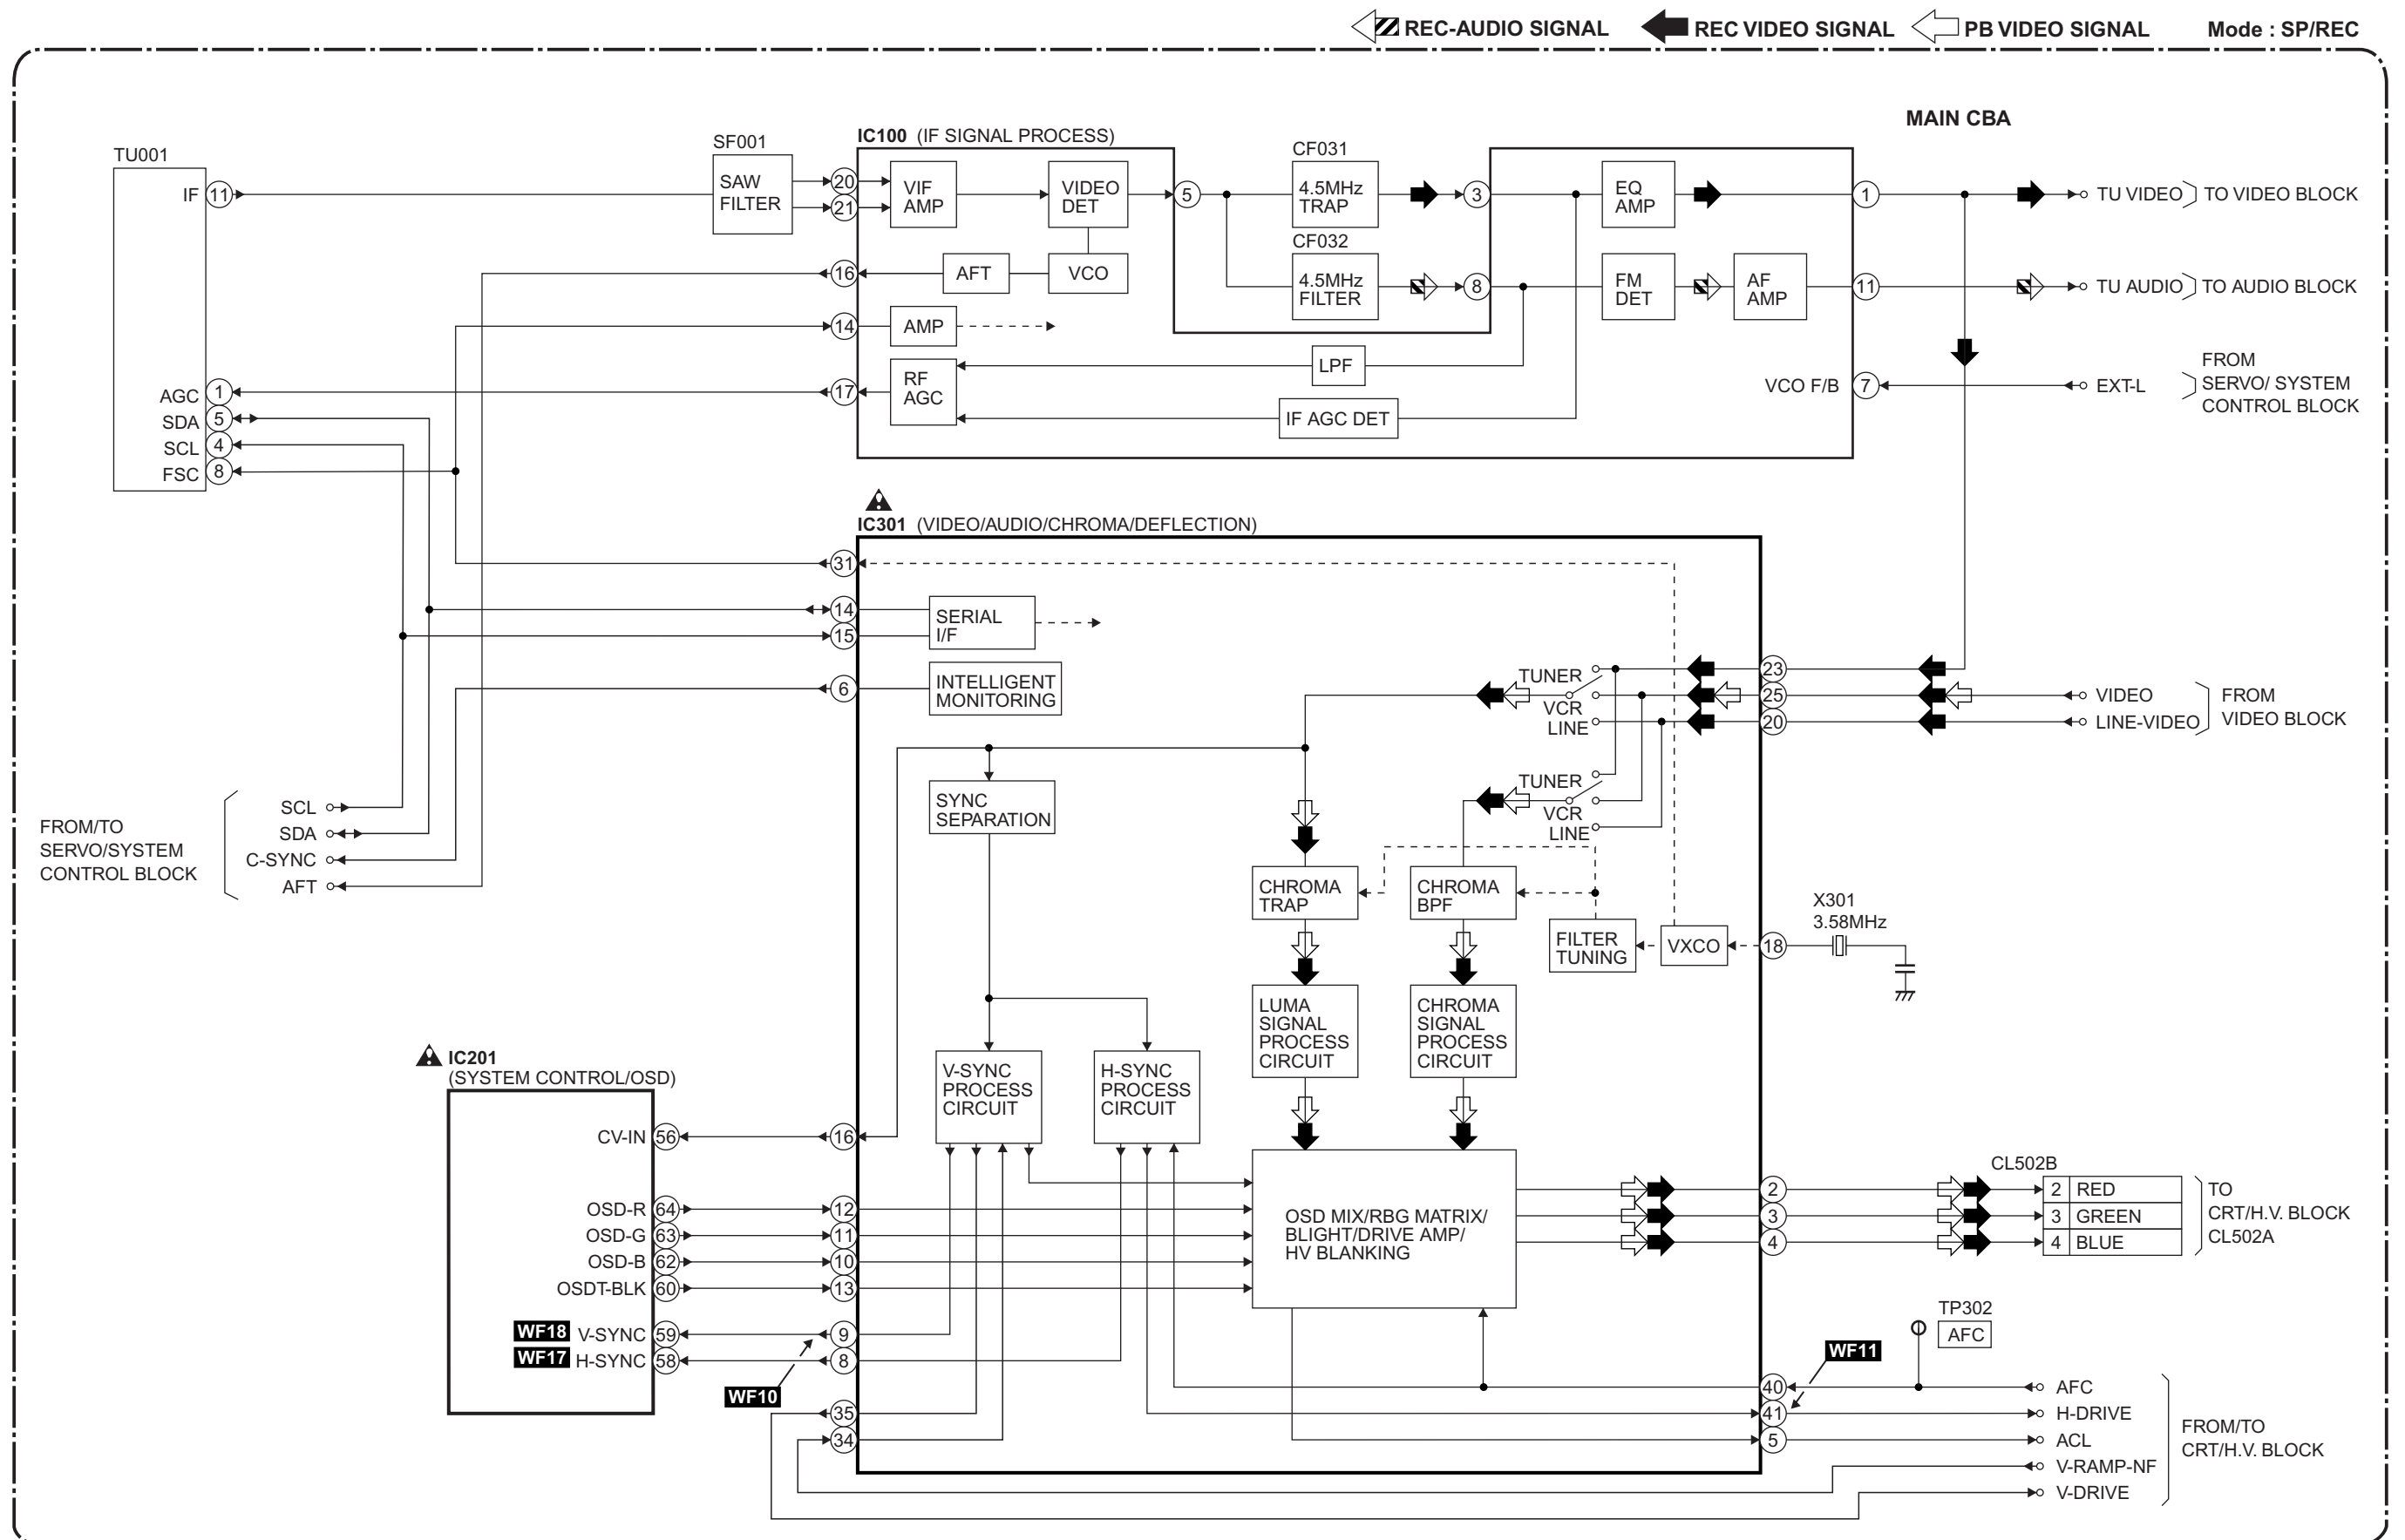 REC-AUDIO SIGNAL REC VIDEO SIGNAL PB VIDEO SIGNAL Mode : SP/REC
MAIN CBA
TU001
IF 11
AGC 1
SDA 5
SCL 4
FSC 8
SF001
SAW
FILTER
IC100 (IF SIGNAL PROCESS)
20
21
VIF
AMP
VIDEO
DET
5
CF031
4.5MHz
TRAP
3
EQ
AMP
1
TU VIDEO TO VIDEO BLOCK
16
AFT
VCO
CF032
4.5MHz
FILTER
8
FM
DET
AF
AMP
11
TU AUDIO TO AUDIO BLOCK
14
AMP
17
RF
AGC
LPF
IF AGC DET
VCO F/B 7
EXT-L
FROM
SERVO/ SYSTEM
CONTROL BLOCK
IC301 (VIDEO/AUDIO/CHROMA/DEFLECTION)
31
14
15
SERIAL
I/F
6
INTELLIGENT
MONITORING
TUNER
VCR
LINE
23
25
20
VIDEO
LINE-VIDEO
FROM
VIDEO BLOCK
SYNC
SEPARATION
TUNER
VCR
LINE
FROM/TO
SERVO/SYSTEM
CONTROL BLOCK
SCL
SDA
C-SYNC
AFT
CHROMA
TRAP
CHROMA
BPF
FILTER
TUNING
VXCO
18
X301
3.58MHz
LUMA
SIGNAL
PROCESS
CIRCUIT
CHROMA
SIGNAL
PROCESS
CIRCUIT
IC201
(SYSTEM CONTROL/OSD)
V-SYNC
PROCESS
CIRCUIT
H-SYNC
PROCESS
CIRCUIT
CV-IN 56 16
OSD-R 64 12
OSD-G 63 11
OSD-B 62 10
OSDT-BLK 60 13
WF18 V-SYNC 59 9
WF17 H-SYNC 58 8
WF10
35
34
OSD MIX/RBG MATRIX/
BLIGHT/DRIVE AMP/
HV BLANKING
2
3
4
CL502B
2 RED
3 GREEN
4 BLUE
TO
CRT/H.V. BLOCK
CL502A
TP302
AFC
WF11
40 AFC
41 H-DRIVE
5 ACL
V-RAMP-NF
V-DRIVE
FROM/TO
CRT/H.V. BLOCK